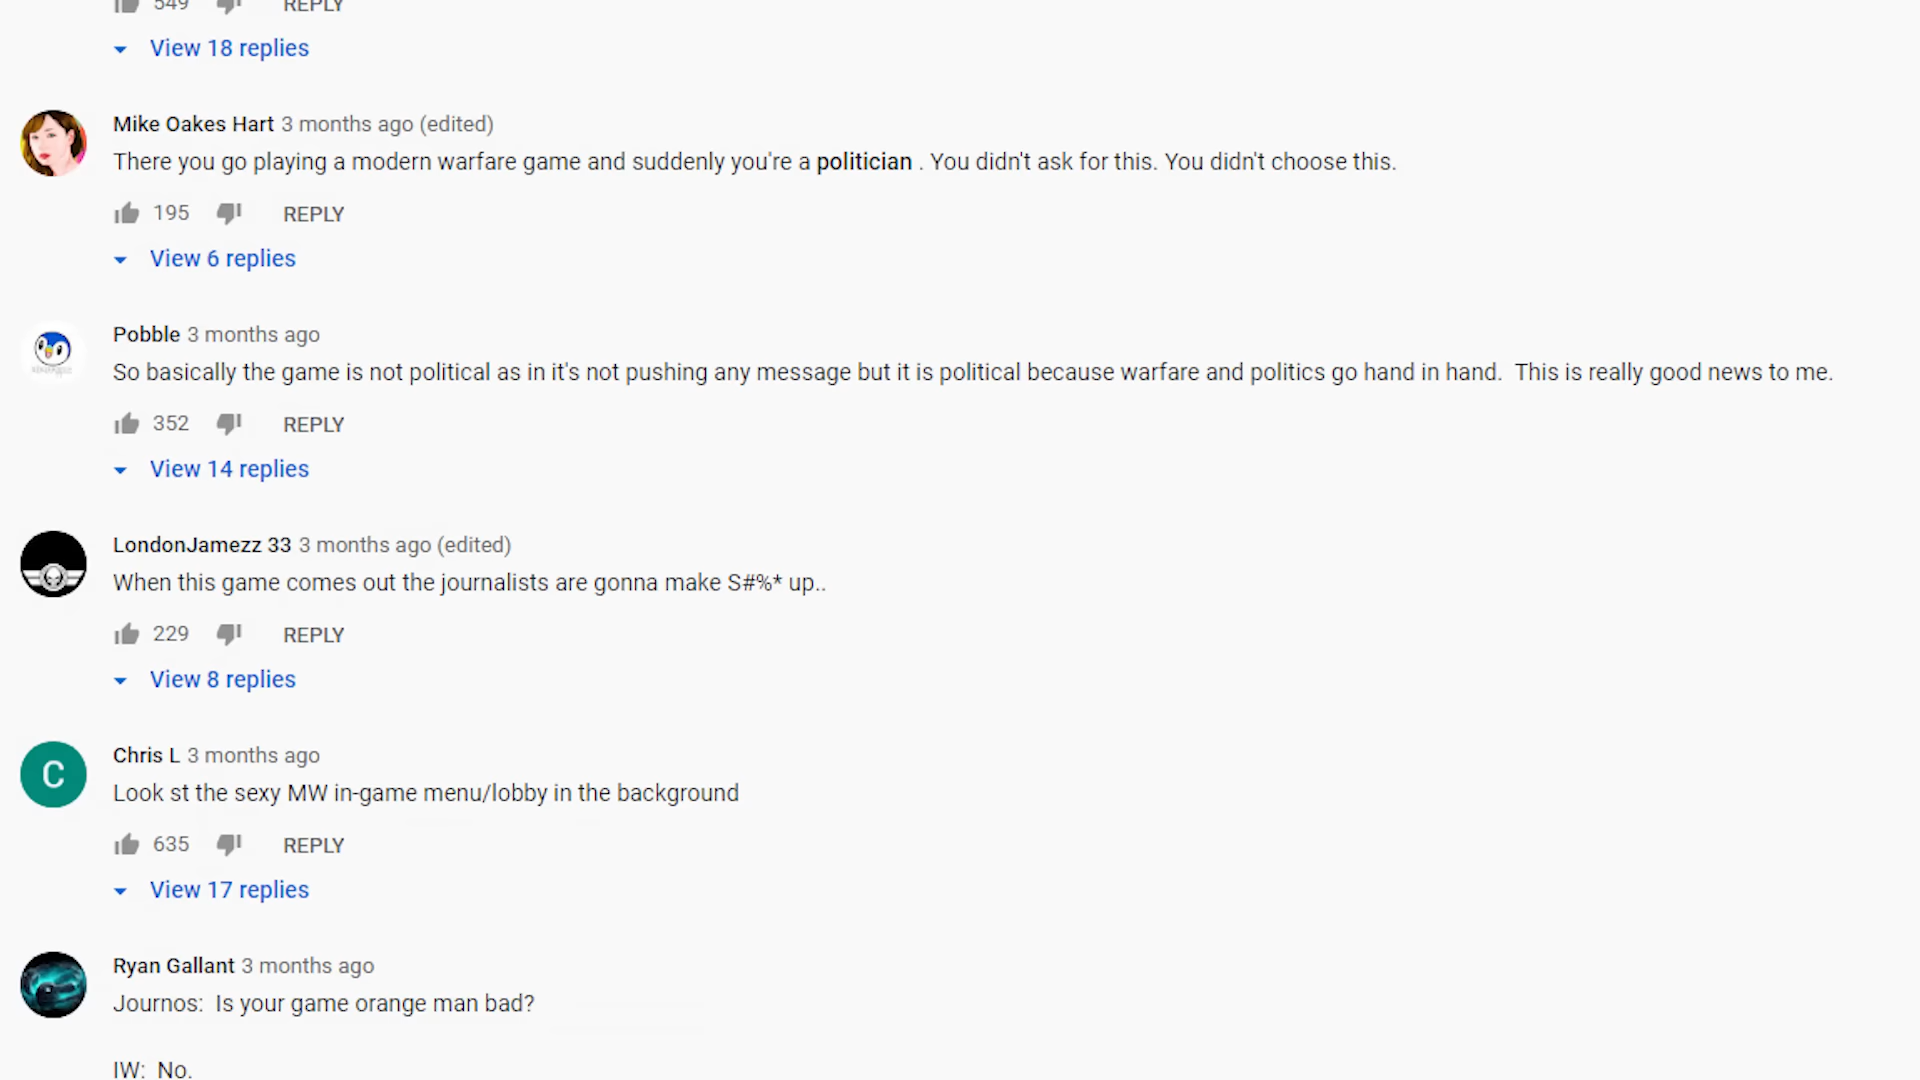 549 REPLY
View 18 replies
Mike Oakes Hart 3 months ago (edited)
There you go playing a modern warfare game and suddenly you're a politician . You didn't ask for this. You didn't choose this.
195 REPLY
View 6 replies
Pobble 3 months ago
So basically the game is not political as in it's not pushing any message but it is political because warfare and politics go hand in hand.  This is really good news to me.
352 REPLY
View 14 replies
LondonJamezz 33 3 months ago (edited)
When this game comes out the journalists are gonna make S#%* up..
229 REPLY
View 8 replies
C
Chris L 3 months ago
Look st the sexy MW in-game menu/lobby in the background
635 REPLY
View 17 replies
Ryan Gallant 3 months ago
Journos:  Is your game orange man bad?
IW:  No.